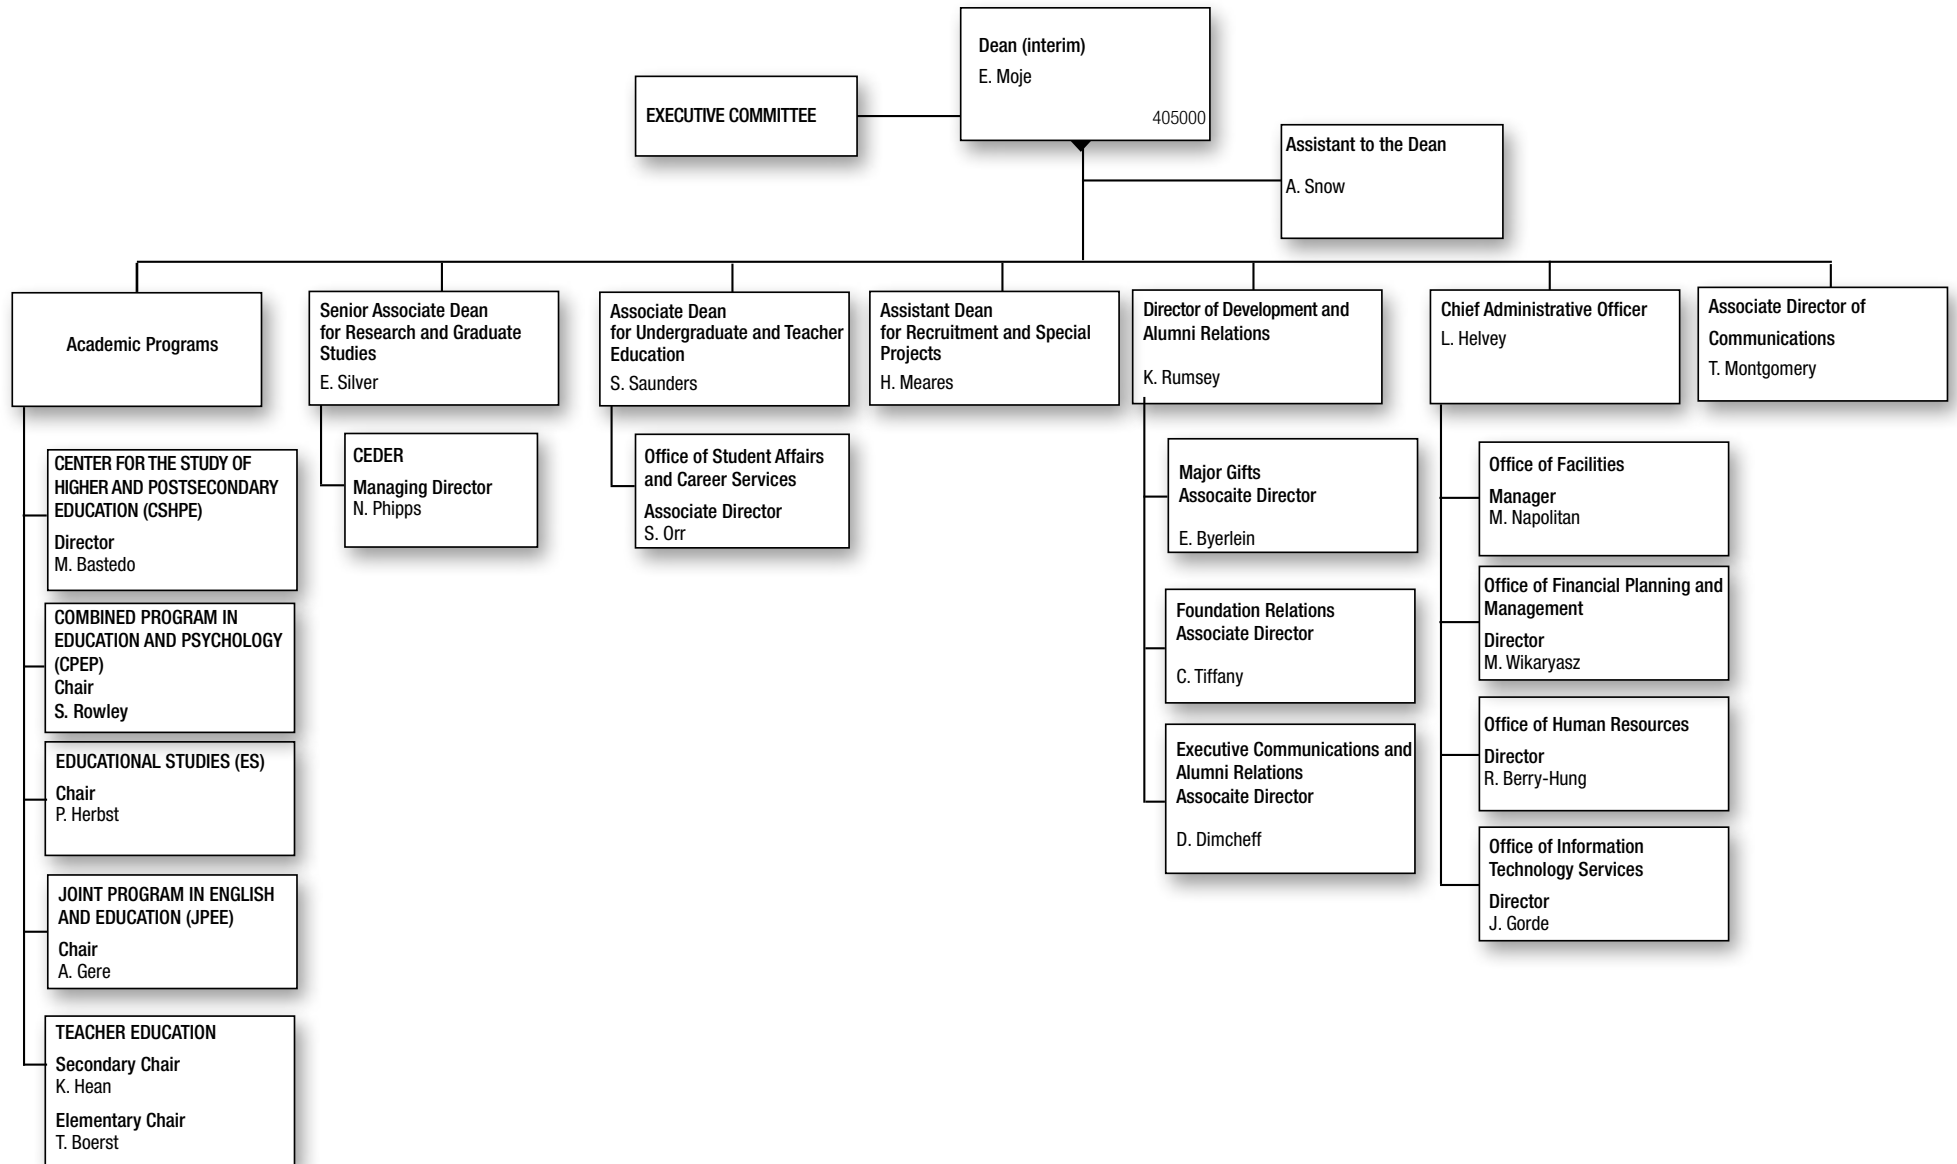 Dean (interim)
E. Moje
405000
EXECUTIVE COMMITTEE
Assistant to the Dean
A. Snow
Academic Programs
Senior Associate Dean
for Research and Graduate
Studies
E. Silver
Associate Dean
for Undergraduate and Teacher
Education
S. Saunders
Assistant Dean
for Recruitment and Special
Projects
H. Meares
Director of Development and
Alumni Relations
K. Rumsey
Chief Administrative Officer
L. Helvey
Associate Director of
Communications
T. Montgomery
CENTER FOR THE STUDY OF
HIGHER AND POSTSECONDARY
EDUCATION (CSHPE)
Director
M. Bastedo
COMBINED PROGRAM IN
EDUCATION AND PSYCHOLOGY
(CPEP)
Chair
S. Rowley
EDUCATIONAL STUDIES (ES)
Chair
P. Herbst
JOINT PROGRAM IN ENGLISH
AND EDUCATION (JPEE)
Chair
A. Gere
TEACHER EDUCATION
Secondary Chair
K. Hean
Elementary Chair
T. Boerst
CEDER
Managing Director
N. Phipps
Office of Student Affairs
and Career Services
Associate Director
S. Orr
Major Gifts
Assocaite Director
E. Byerlein
Foundation Relations
Associate Director
C. Tiffany
Executive Communications and
Alumni Relations
Assocaite Director
D. Dimcheff
Office of Facilities
Manager
M. Napolitan
Office of Financial Planning and
Management
Director
M. Wikaryasz
Office of Human Resources
Director
R. Berry-Hung
Office of Information
Technology Services
Director
J. Gorde